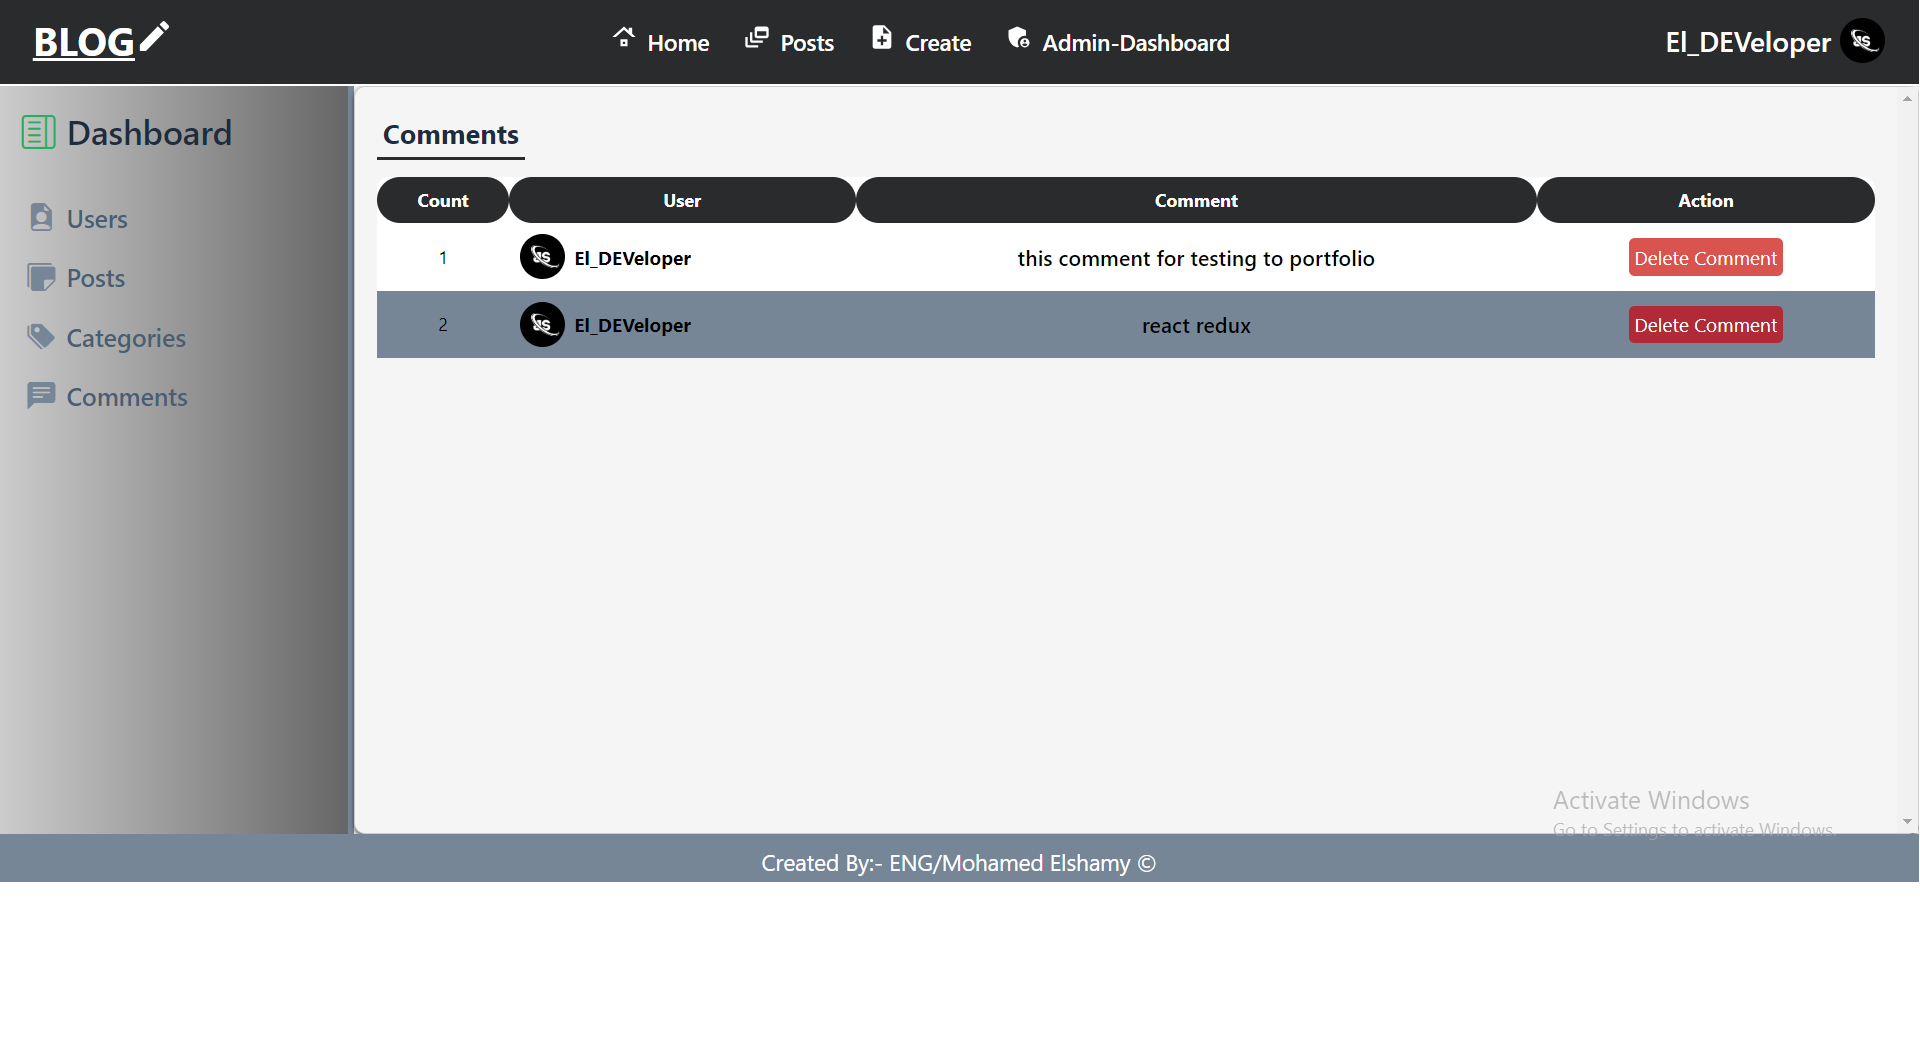 BLOG
Home Posts Create Admin-Dashboard
El_DEVeloper
Dashboard
Users
Posts
Categories
Comments
Comments
Count User Comment Action
1 El_DEVeloper this comment for testing to portfolio Delete Comment
2 El_DEVeloper react redux Delete Comment
Activate Windows
Go to Settings to activate Windows.
Created By:- ENG/Mohamed Elshamy ©